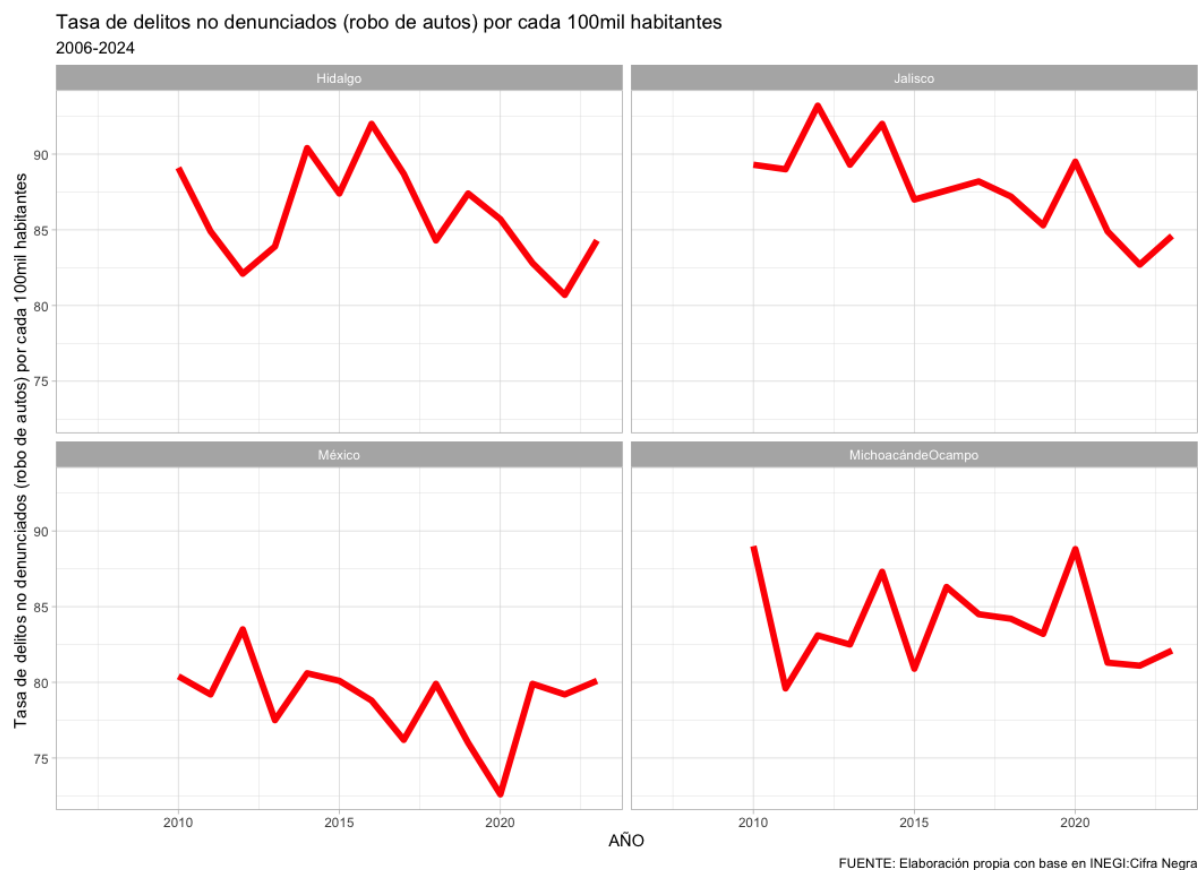 Tasa de delitos no denunciados (robo de autos) por cada 100mil habitantes
2006-2024
Hidalgo
Jalisco
90
85
80
75
México
MichoacándeOcampo
90
85
80
75
Tasa de delitos no denunciados (robo de autos) por cada 100mil habitantes
2010
2015
2020
2010
2015
2020
AÑO
FUENTE: Elaboración propia con base en INEGI:Cifra Negra